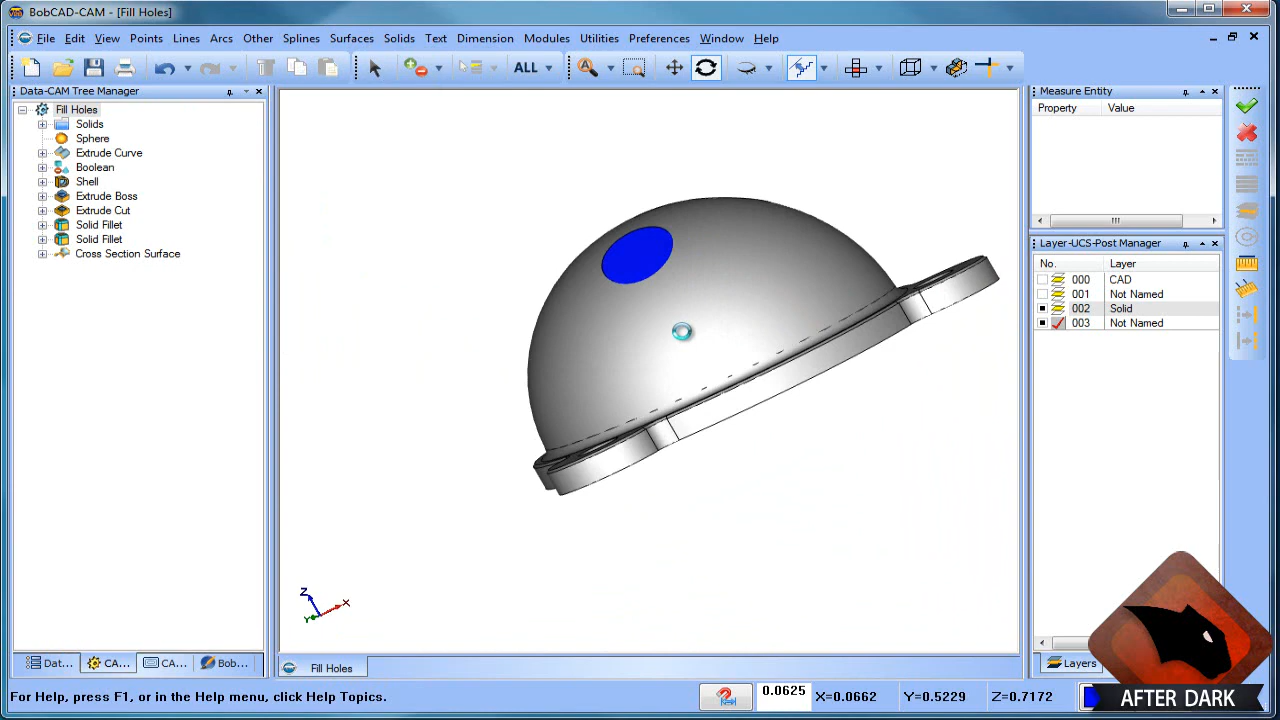 BobCAD-CAM - [Fill Holes]
File Edit View Points Lines Arcs Other Splines Surfaces Solids Text Dimension Modules Utilities Preferences Window Help
ALL
Data-CAM Tree Manager
Fill Holes
Solids
Sphere
Extrude Curve
Boolean
Shell
Extrude Boss
Extrude Cut
Solid Fillet
Solid Fillet
Cross Section Surface
Measure Entity
Property Value
Layer-UCS-Post Manager
No. Layer
000 CAD
001 Not Named
002 Solid
003 Not Named
Z
X
Y
Dat... CA... CA... Bob...
Fill Holes
Layers
For Help, press F1, or in the Help menu, click Help Topics.
0.0625 X=0.0662 Y=0.5229 Z=0.7172
AFTER DARK